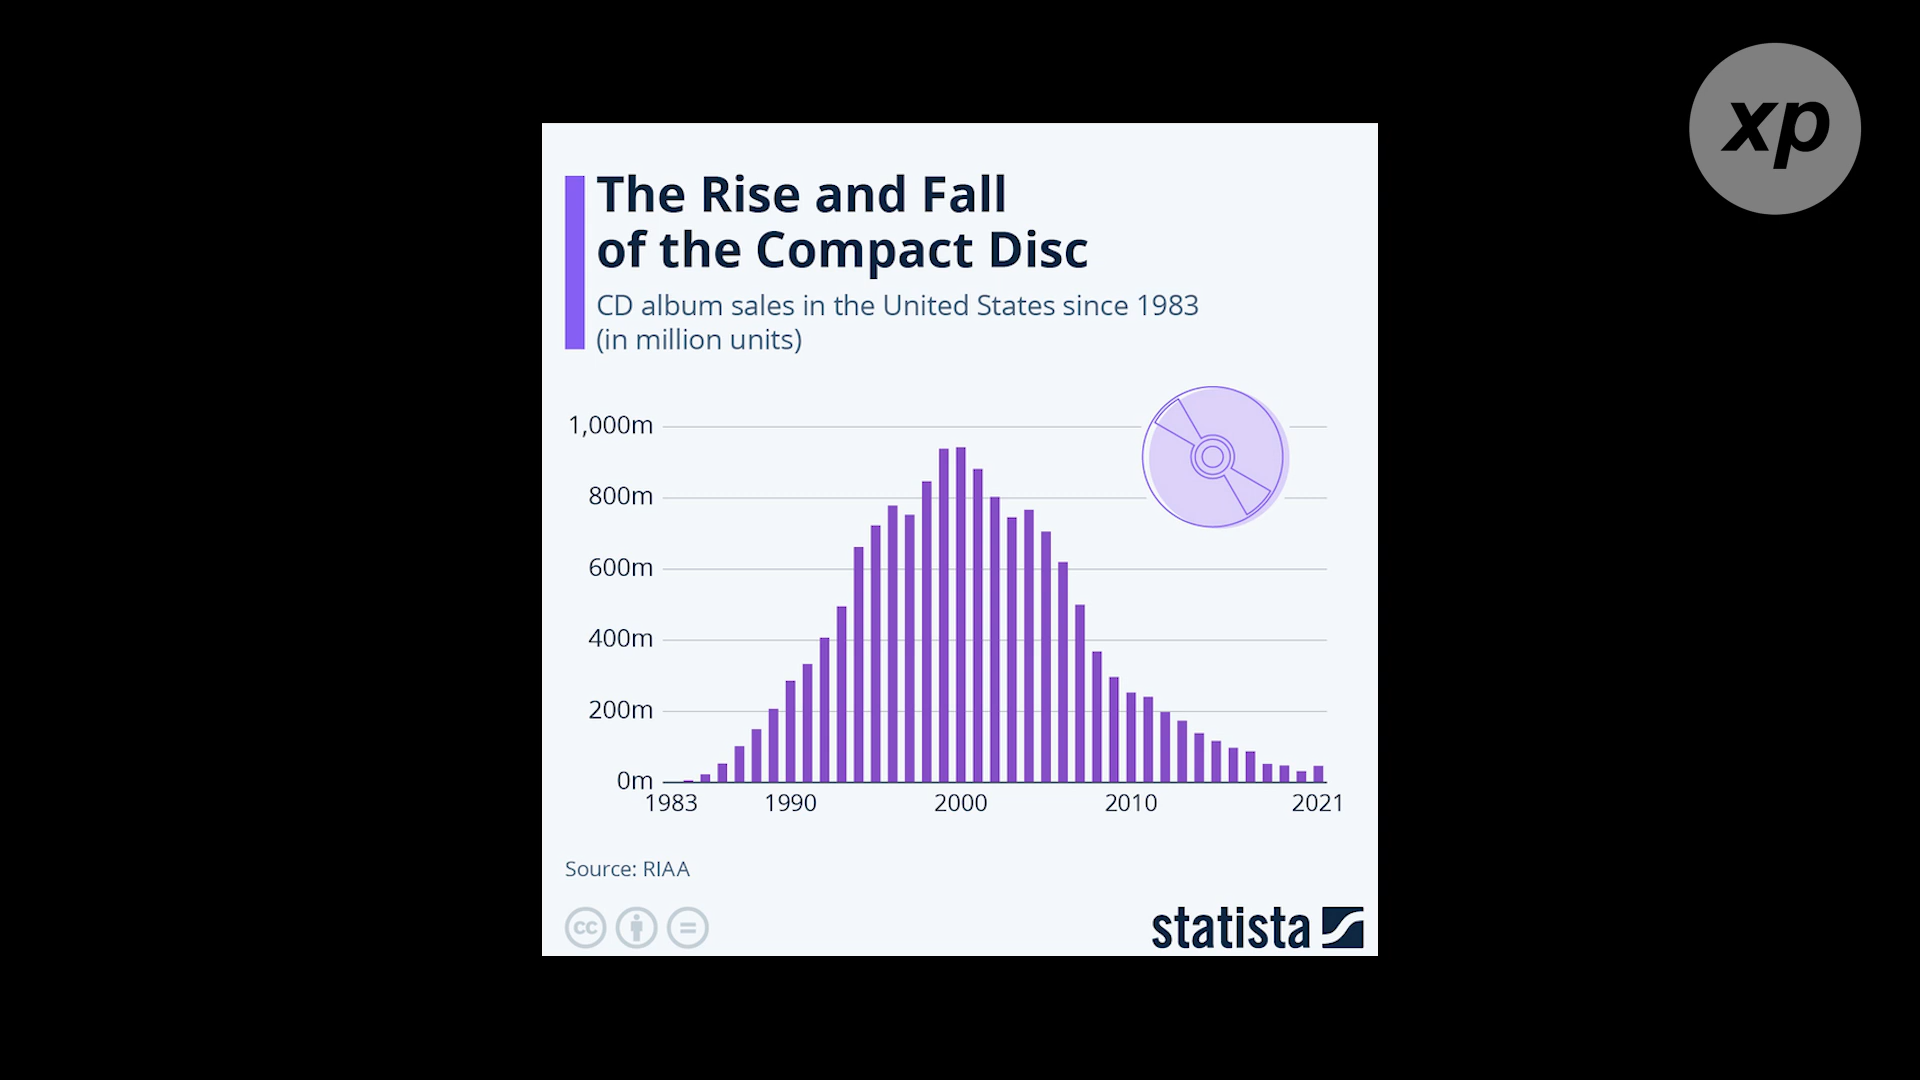 xp
The Rise and Fall
of the Compact Disc
CD album sales in the United States since 1983
(in million units)
1,000m
800m
600m
400m
200m
0m
1983 1990 2000 2010 2021
Source: RIAA
cc
statista